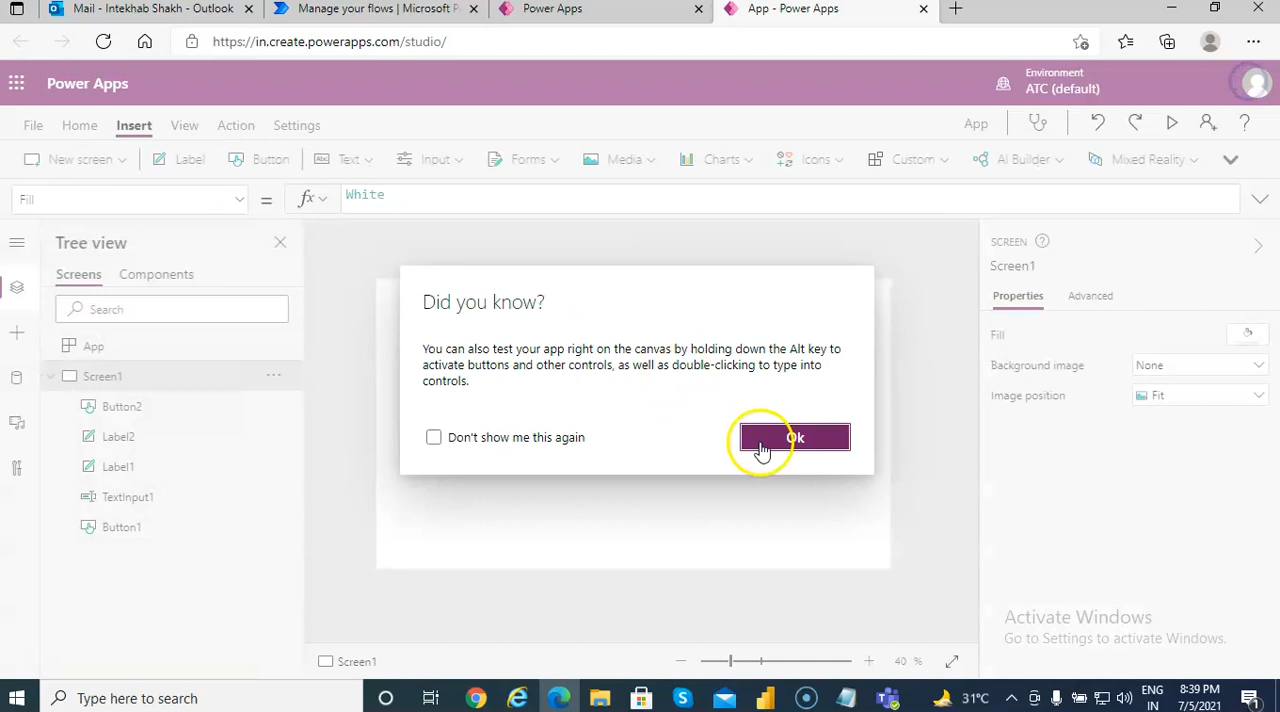 Mail - Intekhab Shakh - Outlook
Manage your flows | Microsoft P
Power Apps
App - Power Apps
https://in.create.powerapps.com/studio/
Power Apps
Environment
ATC (default)
File Home Insert View Action Settings
App
New screen Label Button Text Input Forms Media Charts Icons Custom AI Builder Mixed Reality
Fill = fx White
Tree view
Screens Components
Search
App
Screen1
Button2
Label2
Label1
TextInput1
Button1
Did you know?
You can also test your app right on the canvas by holding down the Alt key to
activate buttons and other controls, as well as double-clicking to type into
controls.
Don't show me this again
Ok
SCREEN
Screen1
Properties Advanced
Fill
Background image None
Image position Fit
Activate Windows
Go to Settings to activate Windows.
Screen1
40 %
Type here to search
31°C
ENG
IN
8:39 PM
7/5/2021
1